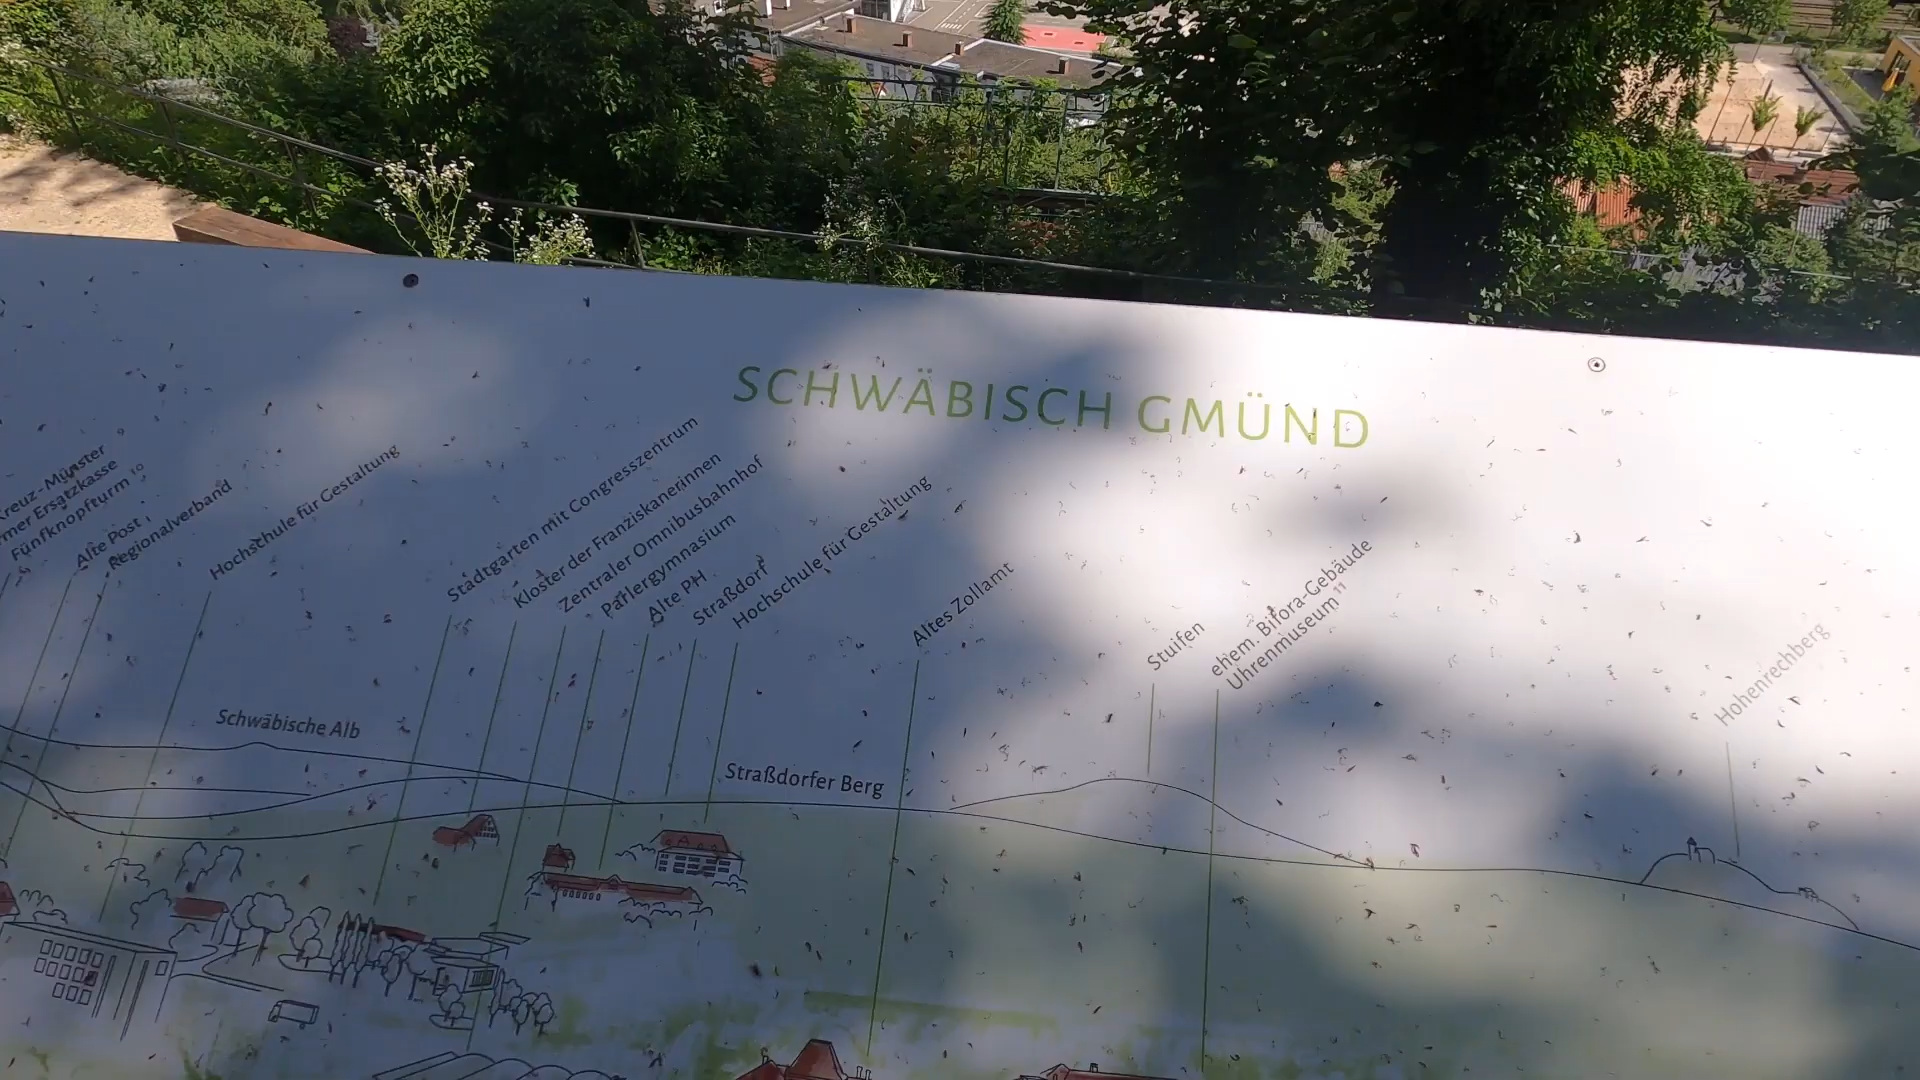 SCHWÄBISCH GMÜND
Kreuz-Münster
Ersatzkasse
Fünfknopfturm 10
Alte Post
Regionalverband
Hochschule für Gestaltung
Stadtgarten mit Congresszentrum
Kloster der Franziskanerinnen
Zentraler Omnibusbahnhof
Parlergymnasium
Alte PH
Straßdorf
Hochschule für Gestaltung
Altes Zollamt
Stuifen
ehem. Bifora-Gebäude
Uhrenmuseum 11
Hohenrechberg
Schwäbische Alb
Straßdorfer Berg